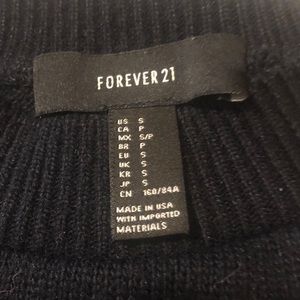 FOREVER 21
US S
CA P
MX S/P
BR P
EU S
UK S
KR S
JP S
CN 160/84A
MADE IN USA
WITH IMPORTED
MATERIALS